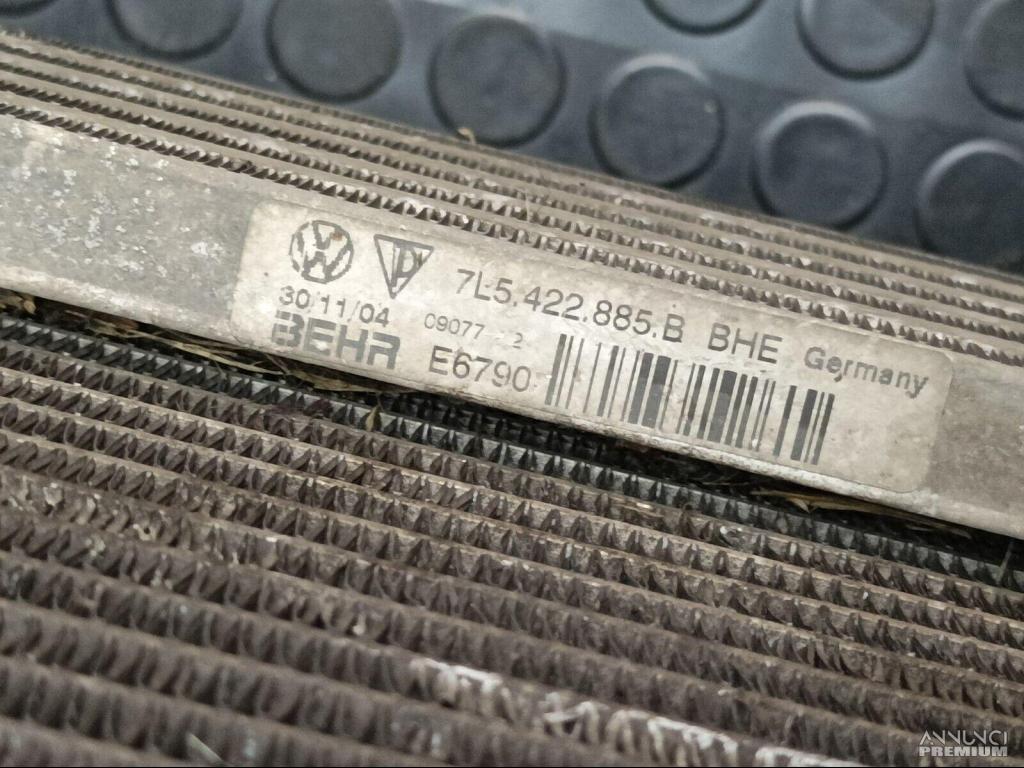 7L5.422.885.B BHE Germany
30/11/04 09077 - 2
BEHR E6790
ANNUNCI
PREMIUM